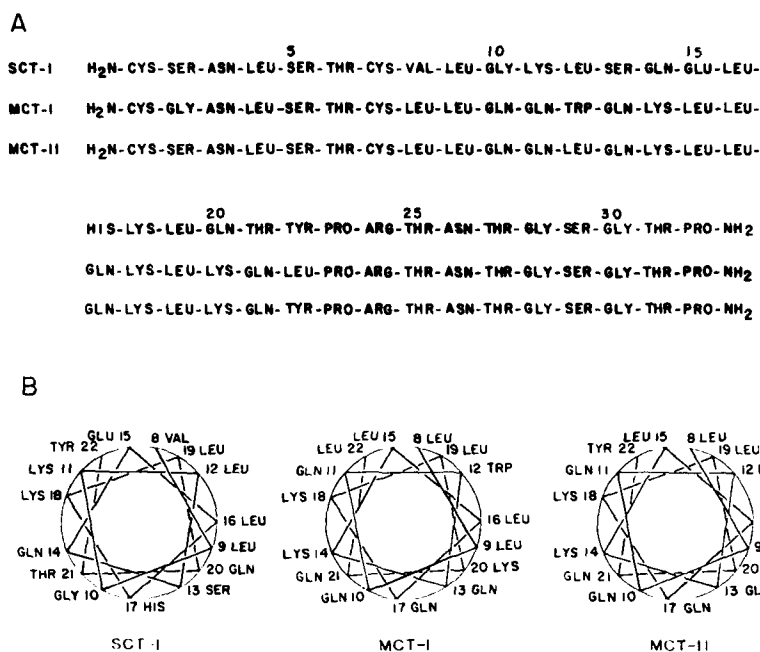 A
5 10 15
SCT-I H2N-CYS-SER-ASN-LEU-SER-THR-CYS-VAL-LEU-GLY-LYS-LEU-SER-GLN-GLU-LEU-
MCT-I H2N-CYS-GLY-ASN-LEU-SER-THR-CYS-LEU-LEU-GLN-GLN-TRP-GLN-LYS-LEU-LEU-
MCT-II H2N-CYS-SER-ASN-LEU-SER-THR-CYS-LEU-LEU-GLN-GLN-LEU-GLN-LYS-LEU-LEU-
20 25 30
HIS-LYS-LEU-GLN-THR-TYR-PRO-ARG-THR-ASN-THR-GLY-SER-GLY-THR-PRO-NH2
GLN-LYS-LEU-LYS-GLN-LEU-PRO-ARG-THR-ASN-THR-GLY-SER-GLY-THR-PRO-NH2
GLN-LYS-LEU-LYS-GLN-TYR-PRO-ARG-THR-ASN-THR-GLY-SER-GLY-THR-PRO-NH2
B
GLU 15 8 VAL
TYR 22 19 LEU
LYS 11 12 LEU
LYS 18
16 LEU
GLN 14 9 LEU
THR 21 20 GLN
GLY 10 13 SER
17 HIS
SCT-I
LEU 15 8 LEU
LEU 22 19 LEU
GLN 11 12 TRP
LYS 18
16 LEU
LYS 14 9 LEU
GLN 21 20 LYS
GLN 10 13 GLN
17 GLN
MCT-I
LEU 15 8 LEU
TYR 22 19 LEU
GLN 11 12
LYS 18
16
LYS 14 9
GLN 21 20
GLN 10 13
17 GLN
MCT-II